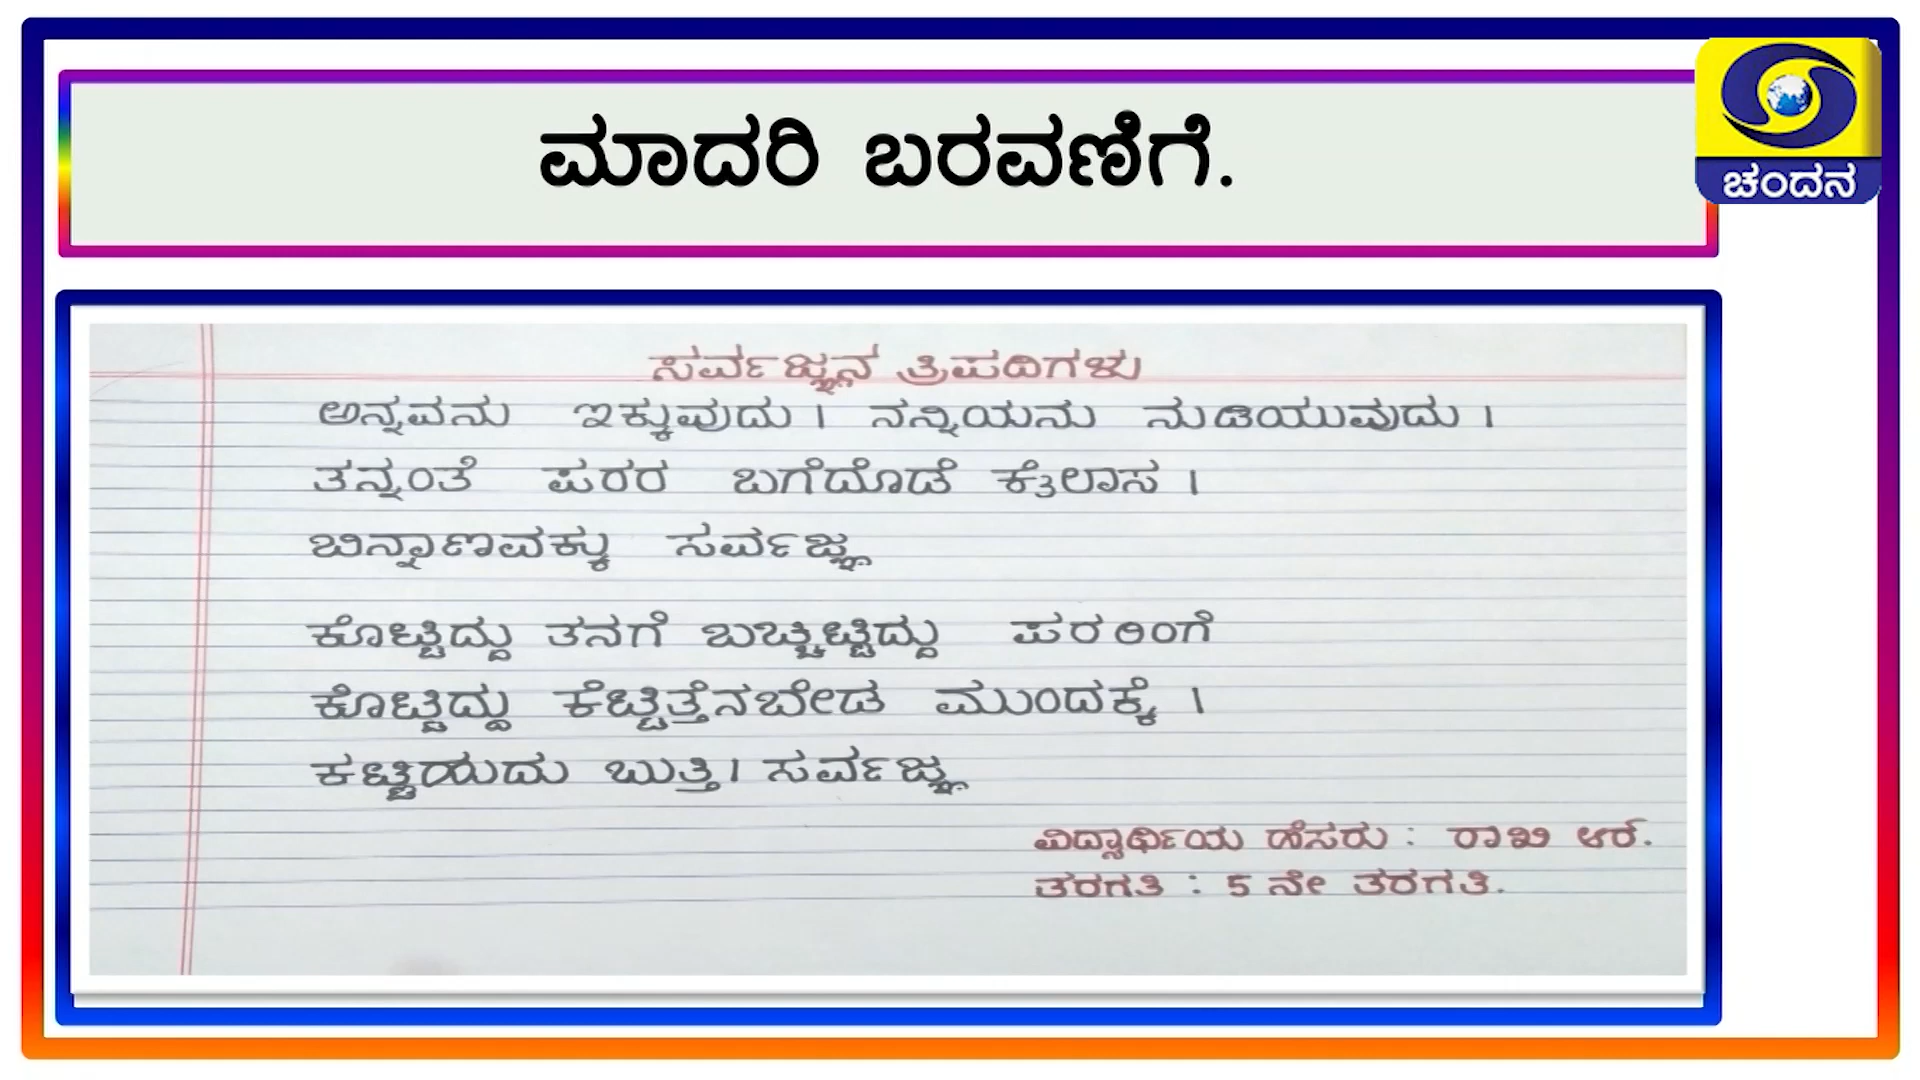 ಮಾದರಿ ಬರವಣಿಗೆ.
ಚಂದನ
ಸರ್ವಜ್ಞನ ತ್ರಿಪದಿಗಳು
ಅನ್ನವನು ಇಕ್ಕುವುದು । ನನ್ನಿಯನು ನುಡಿಯುವುದು ।
ತನ್ನಂತೆ ಪರರ ಬಗೆದೊಡೆ ಕೈಲಾಸ ।
ಬಿನ್ನಾಣವಕ್ಕು ಸರ್ವಜ್ಞ
ಕೊಟ್ಟಿದ್ದು ತನಗೆ ಬಚ್ಚಿಟ್ಟಿದ್ದು ಪರರಿಂಗೆ
ಕೊಟ್ಟಿದ್ದು ಕೆಟ್ಟಿತ್ತೆನಬೇಡ ಮುಂದಕ್ಕೆ ।
ಕಟ್ಟಿಹುದು ಬುತ್ತಿ । ಸರ್ವಜ್ಞ
ವಿದ್ಯಾರ್ಥಿಯ ಹೆಸರು : ರಾಖಿ ಆರ್.
ತರಗತಿ : 5 ನೇ ತರಗತಿ.